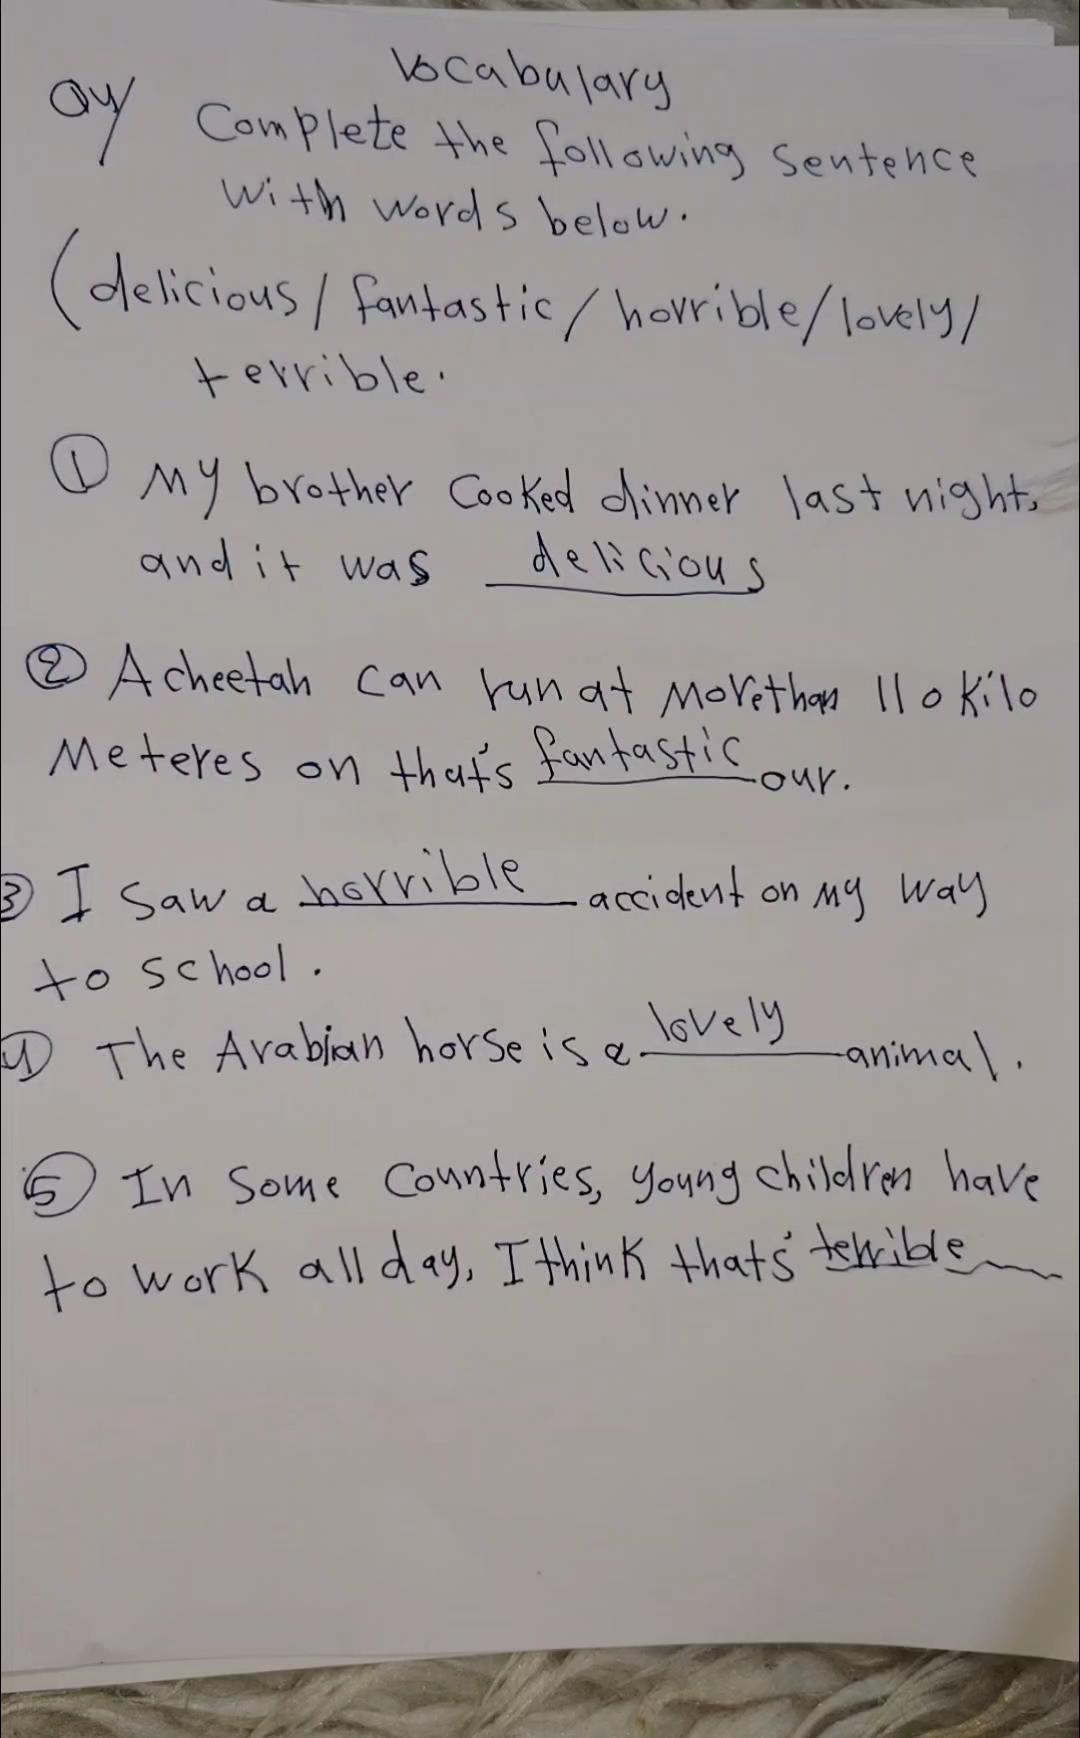 Vocabulary
Q4/ Complete the following sentence
with words below.
(delicious/fantastic/horrible/lovely/
terrible.
① My brother cooked dinner last night,
and it was delicious
② A cheetah can run at more than 110 kilo
Meteres on that's fantastic our.
③ I saw a horrible accident on my way
to school.
④ The Arabian horse is a lovely animal.
⑤ In some countries, young children have
to work all day, I think that's terrible